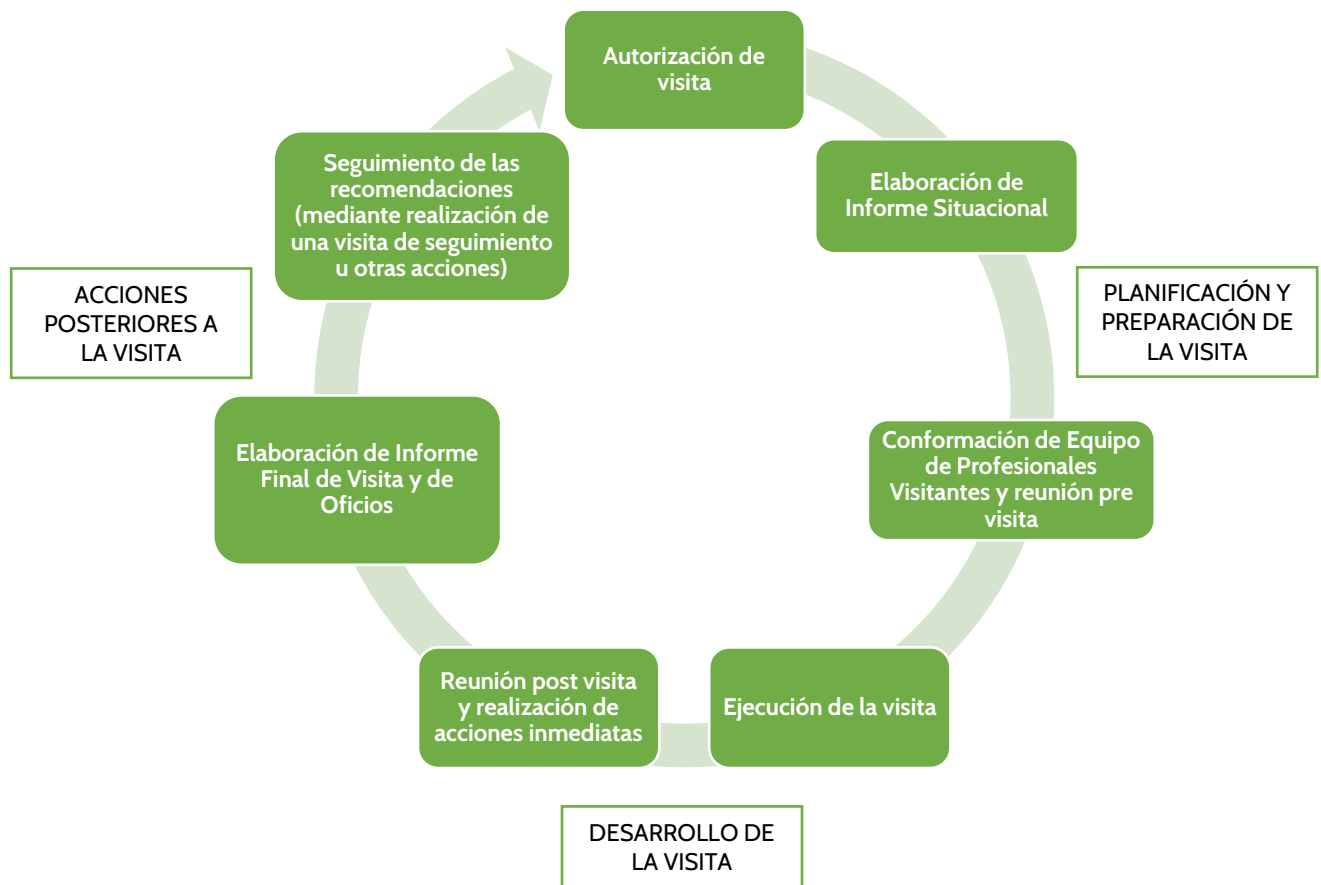 Autorización de
visita
Elaboración de
Informe Situacional
PLANIFICACIÓN Y
PREPARACIÓN DE
LA VISITA
Conformación de Equipo
de Profesionales
Visitantes y reunión pre
visita
Ejecución de la visita
DESARROLLO DE
LA VISITA
Reunión post visita
y realización de
acciones inmediatas
Elaboración de Informe
Final de Visita y de
Oficios
ACCIONES
POSTERIORES A
LA VISITA
Seguimiento de las
recomendaciones
(mediante realización de
una visita de seguimiento
u otras acciones)